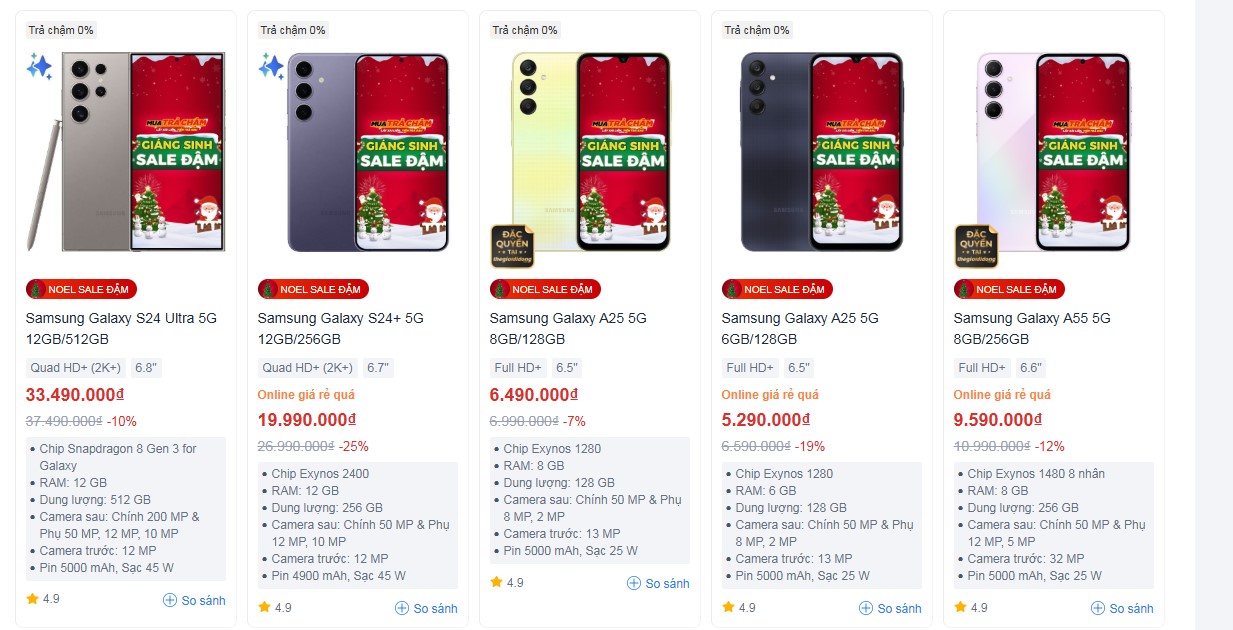 Trả chậm 0%
MUA TRẢ CHẬM
GIÁNG SINH
SALE ĐẬM
NOEL SALE ĐẬM
Samsung Galaxy S24 Ultra 5G
12GB/512GB
Quad HD+ (2K+) 6.8"
33.490.000₫
37.490.000₫ -10%
Chip Snapdragon 8 Gen 3 for
Galaxy
RAM: 12 GB
Dung lượng: 512 GB
Camera sau: Chính 200 MP &
Phụ 50 MP, 12 MP, 10 MP
Camera trước: 12 MP
Pin 5000 mAh, Sạc 45 W
4.9 So sánh
Trả chậm 0%
MUA TRẢ CHẬM
GIÁNG SINH
SALE ĐẬM
NOEL SALE ĐẬM
Samsung Galaxy S24+ 5G
12GB/256GB
Quad HD+ (2K+) 6.7"
Online giá rẻ quá
19.990.000₫
26.990.000₫ -25%
Chip Exynos 2400
RAM: 12 GB
Dung lượng: 256 GB
Camera sau: Chính 50 MP & Phụ
12 MP, 10 MP
Camera trước: 12 MP
Pin 4900 mAh, Sạc 45 W
4.9 So sánh
Trả chậm 0%
MUA TRẢ CHẬM
GIÁNG SINH
SALE ĐẬM
ĐẶC
QUYỀN
TẠI
thegioididong
NOEL SALE ĐẬM
Samsung Galaxy A25 5G
8GB/128GB
Full HD+ 6.5"
6.490.000₫
6.990.000₫ -7%
Chip Exynos 1280
RAM: 8 GB
Dung lượng: 128 GB
Camera sau: Chính 50 MP & Phụ
8 MP, 2 MP
Camera trước: 13 MP
Pin 5000 mAh, Sạc 25 W
4.9 So sánh
Trả chậm 0%
MUA TRẢ CHẬM
GIÁNG SINH
SALE ĐẬM
SAMSUNG
NOEL SALE ĐẬM
Samsung Galaxy A25 5G
6GB/128GB
Full HD+ 6.5"
Online giá rẻ quá
5.290.000₫
6.590.000₫ -19%
Chip Exynos 1280
RAM: 6 GB
Dung lượng: 128 GB
Camera sau: Chính 50 MP & Phụ
8 MP, 2 MP
Camera trước: 13 MP
Pin 5000 mAh, Sạc 25 W
4.9 So sánh
MUA TRẢ CHẬM
GIÁNG SINH
SALE ĐẬM
SAMSUNG
ĐẶC
QUYỀN
TẠI
thegioididong
NOEL SALE ĐẬM
Samsung Galaxy A55 5G
8GB/256GB
Full HD+ 6.6"
Online giá rẻ quá
9.590.000₫
10.990.000₫ -12%
Chip Exynos 1480 8 nhân
RAM: 8 GB
Dung lượng: 256 GB
Camera sau: Chính 50 MP & Phụ
12 MP, 5 MP
Camera trước: 32 MP
Pin 5000 mAh, Sạc 25 W
4.9 So sánh